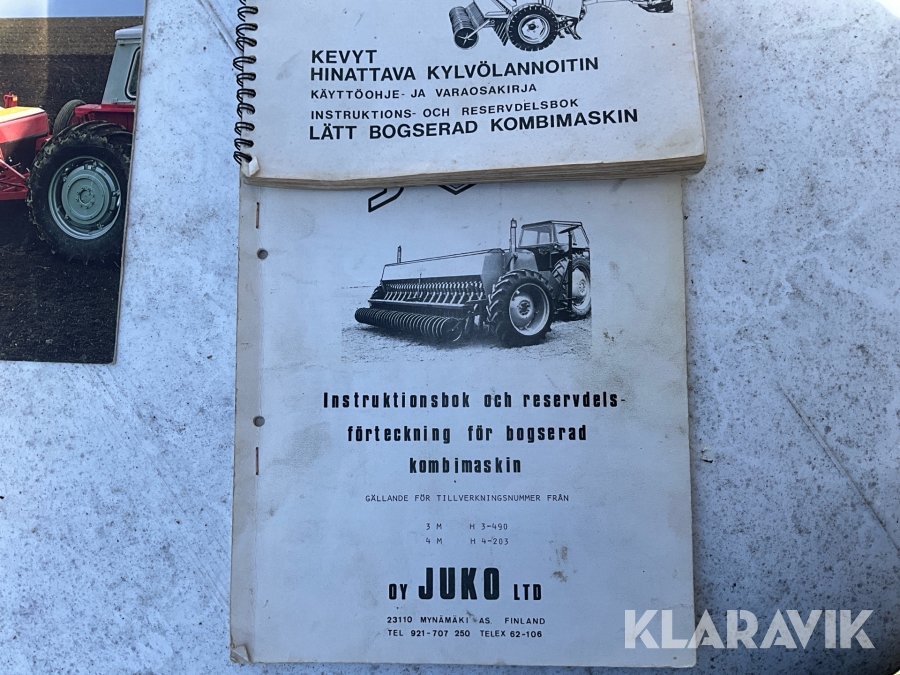 KEVYT
HINATTAVA KYLVÖLANNOITIN
KÄYTTÖOHJE- JA VARAOSAKIRJA
INSTRUKTIONS- OCH RESERVDELSBOK
LÄTT BOGSERAD KOMBIMASKIN
Instruktionsbok och reservdels-
förteckning för bogserad
kombimaskin
GÄLLANDE FÖR TILLVERKNINGSNUMMER FRÅN
3 M H 3-490
4 M H 4-203
OY JUKO LTD
23110 MYNÄMÄKI AS. FINLAND
TEL 921-707 250 TELEX 62-106
KLARAVIK